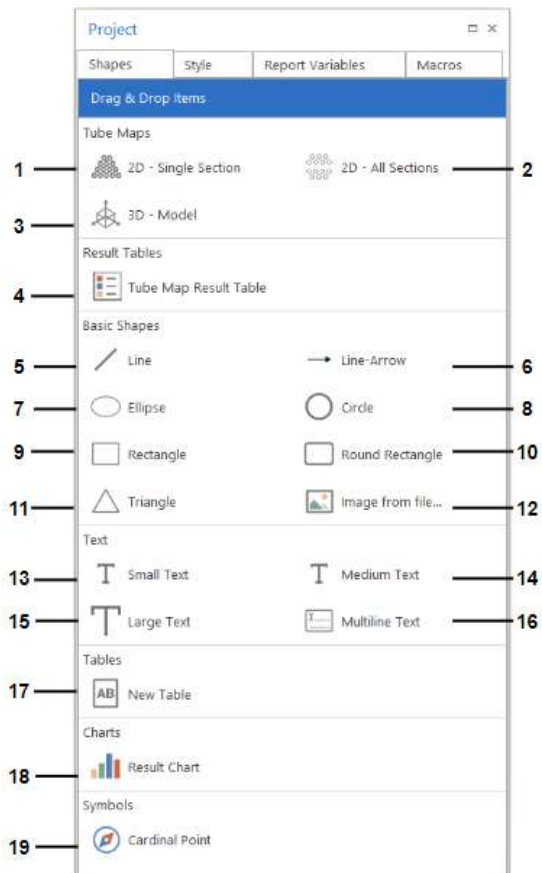 Project
Shapes Style Report Variables Macros
Drag & Drop Items
Tube Maps
1 2D - Single Section 2D - All Sections 2
3 3D - Model
Result Tables
4 Tube Map Result Table
Basic Shapes
5 Line Line-Arrow 6
7 Ellipse Circle 8
9 Rectangle Round Rectangle 10
11 Triangle Image from file... 12
Text
13 T Small Text T Medium Text 14
15 T Large Text T Multiline Text 16
Tables
17 AB New Table
Charts
18 Result Chart
Symbols
19 Cardinal Point